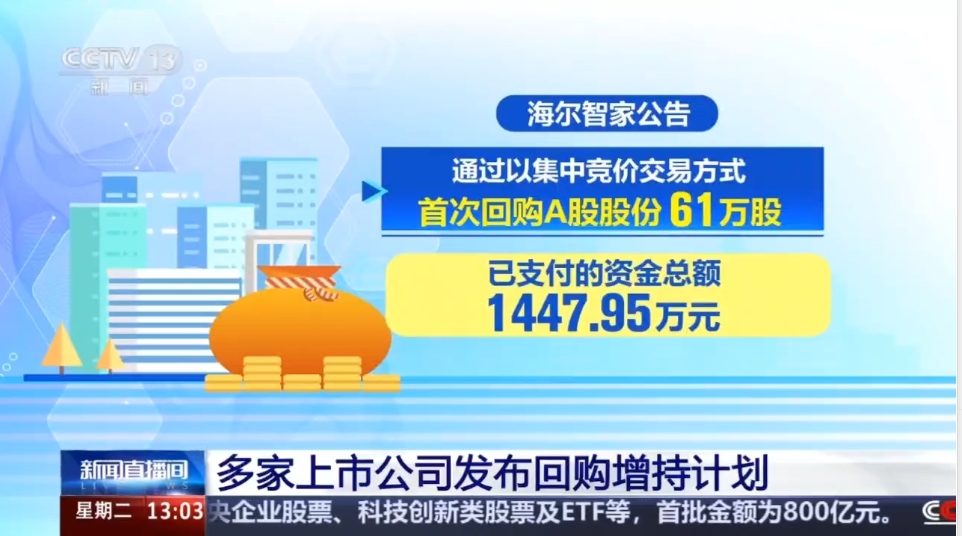 CCTV 13
新闻
海尔智家公告
通过以集中竞价交易方式
首次回购A股股份61万股
已支付的资金总额
1447.95万元
新闻直播间
LIVE NEWS
多家上市公司发布回购增持计划
星期二 13:03
央企业股票、科技创新类股票及ETF等，首批金额为800亿元。